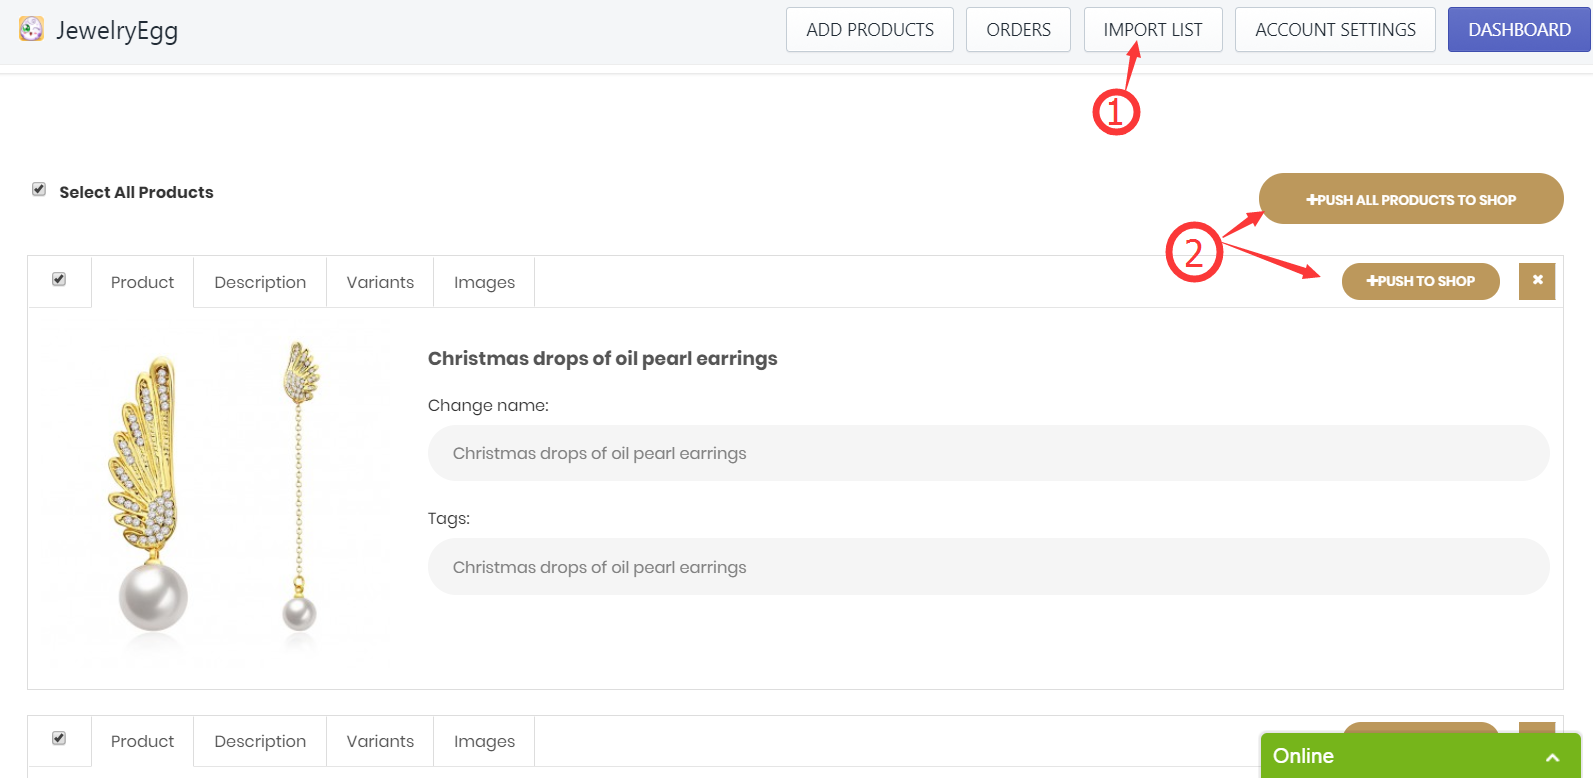 JewelryEgg
ADD PRODUCTS
ORDERS
IMPORT LIST
ACCOUNT SETTINGS
DASHBOARD
1
Select All Products
+PUSH ALL PRODUCTS TO SHOP
2
Product
Description
Variants
Images
+PUSH TO SHOP
Christmas drops of oil pearl earrings
Change name:
Christmas drops of oil pearl earrings
Tags:
Christmas drops of oil pearl earrings
Product
Description
Variants
Images
Online